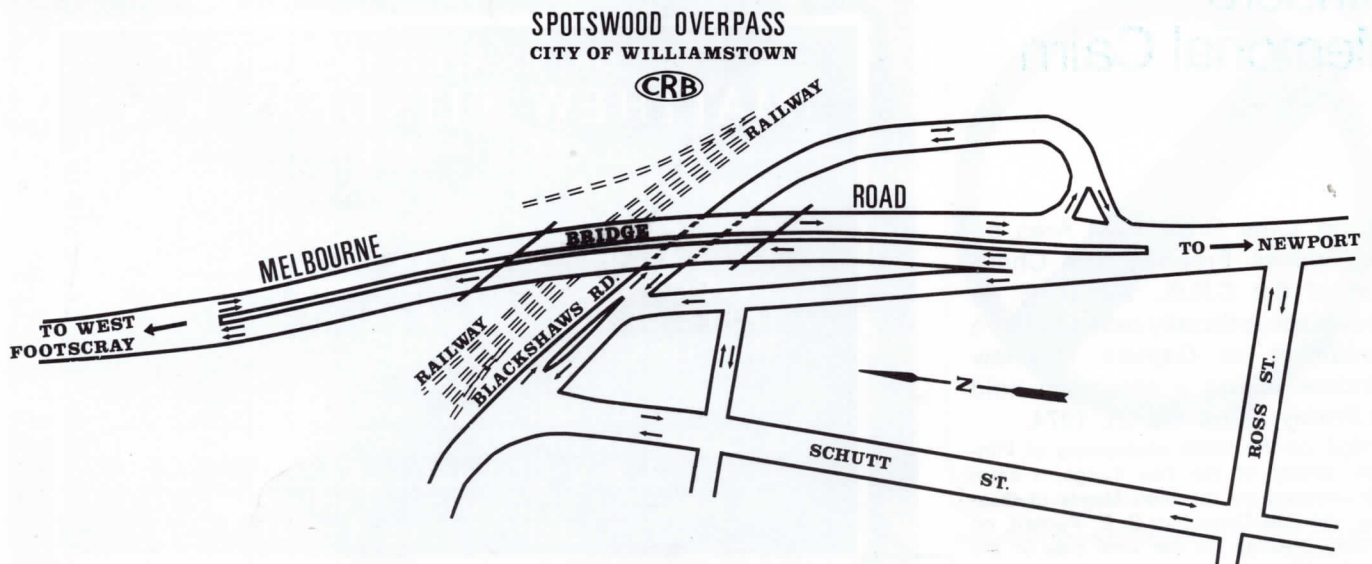 SPOTSWOOD OVERPASS
CITY OF WILLIAMSTOWN
CRB
RAILWAY
ROAD
MELBOURNE
BRIDGE
TO → NEWPORT
TO WEST ←
FOOTSCRAY
RAILWAY
BLACKSHAWS RD.
N
ROSS ST.
SCHUTT ST.